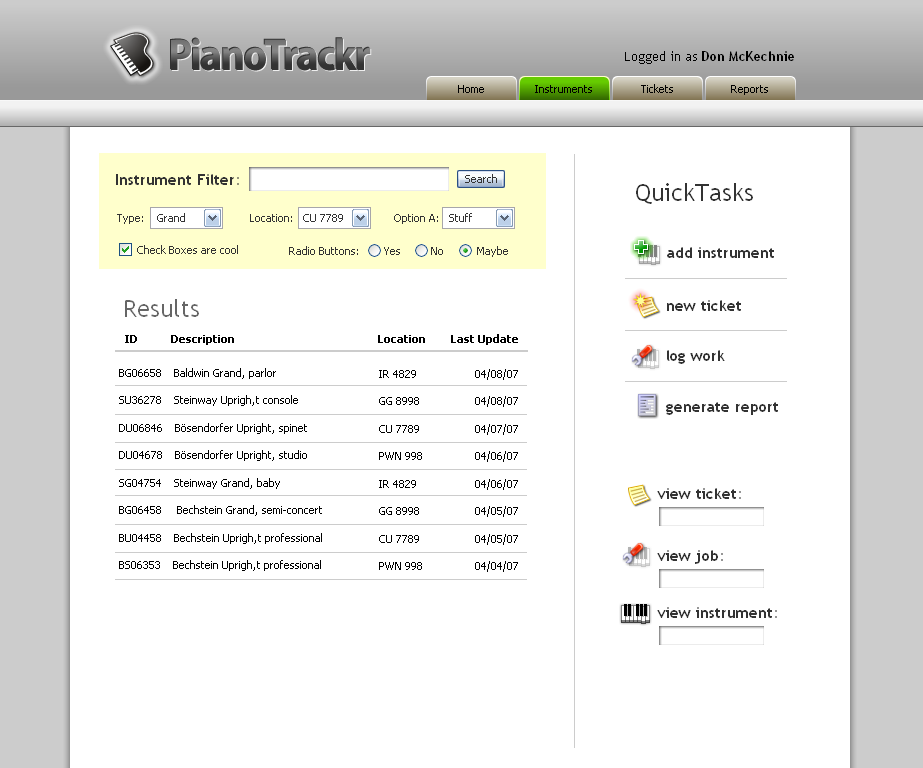 PianoTrackr
Logged in as Don McKechnie
Home Instruments Tickets Reports
Instrument Filter: Search
Type: Grand Location: CU 7789 Option A: Stuff
Check Boxes are cool Radio Buttons: Yes No Maybe
Results
ID Description Location Last Update
BG06658 Baldwin Grand, parlor IR 4829 04/08/07
SU36278 Steinway Uprigh,t console GG 8998 04/08/07
DU06846 Bösendorfer Upright, spinet CU 7789 04/07/07
DU04678 Bösendorfer Upright, studio PWN 998 04/06/07
SG04754 Steinway Grand, baby IR 4829 04/06/07
BG06458 Bechstein Grand, semi-concert GG 8998 04/05/07
BU04458 Bechstein Uprigh,t professional CU 7789 04/05/07
BS06353 Bechstein Uprigh,t professional PWN 998 04/04/07
QuickTasks
add instrument
new ticket
log work
generate report
view ticket:
view job:
view instrument: